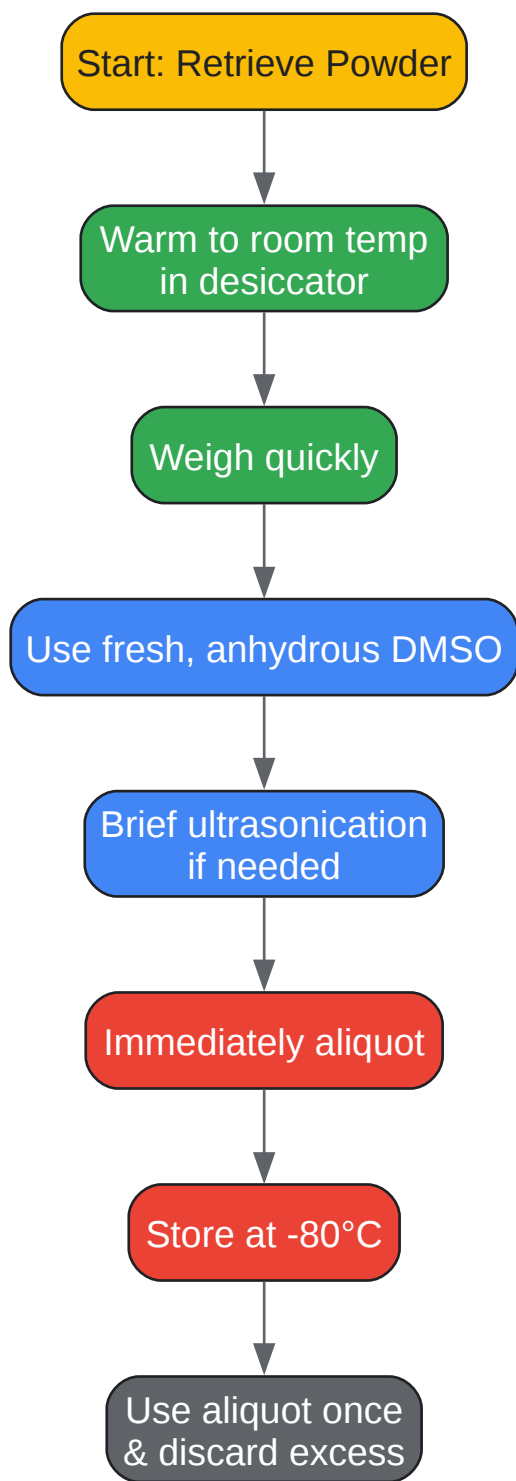 Start: Retrieve Powder
Warm to room temp
in desiccator
Weigh quickly
Use fresh, anhydrous DMSO
Brief ultrasonication
if needed
Immediately aliquot
Store at -80°C
Use aliquot once
& discard excess